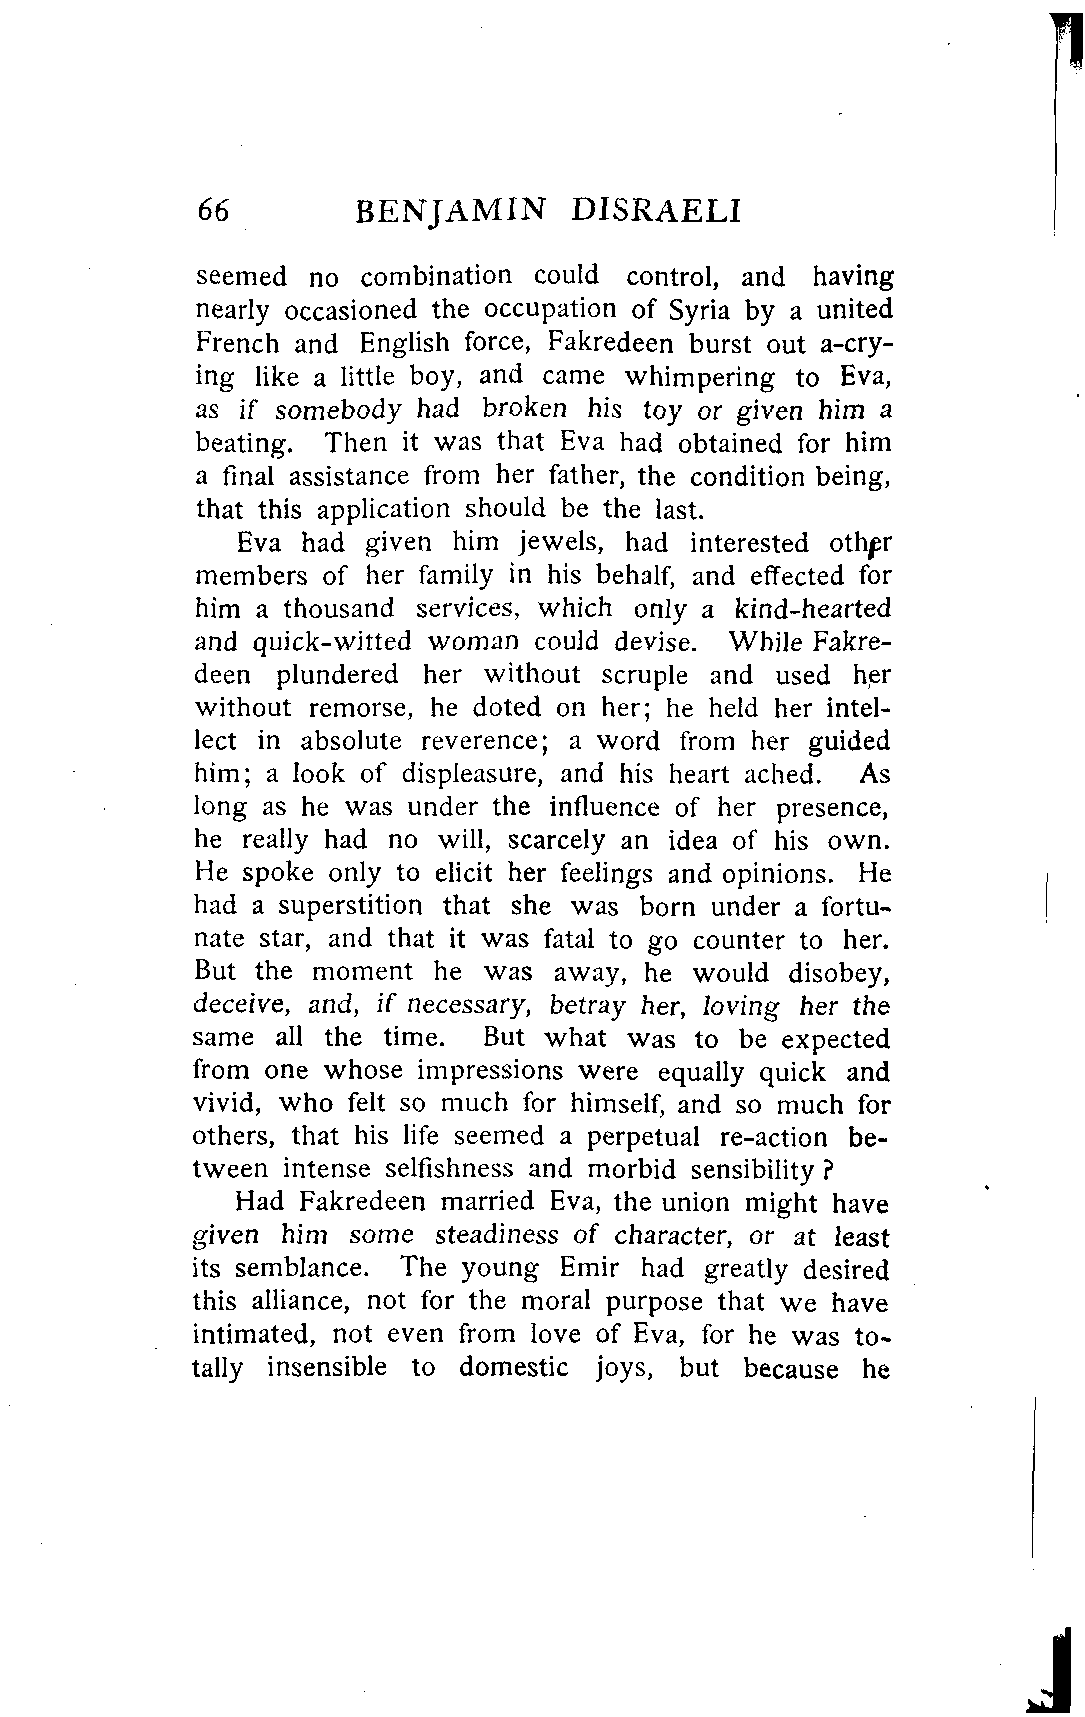 66 BENJAMIN DISRAELI
seemed no combination could control, and having
nearly occasioned the occupation of Syria by a united
French and English force, Fakredeen burst out a-cry-
ing like a little boy, and came whimpering to Eva,
as if somebody had broken his toy or given him a
beating. Then it was that Eva had obtained for him
a final assistance from her father, the condition being,
that this application should be the last.
Eva had given him jewels, had interested other
members of her family in his behalf, and effected for
him a thousand services, which only a kind-hearted
and quick-witted woman could devise. While Fakre-
deen plundered her without scruple and used her
without remorse, he doted on her; he held her intel-
lect in absolute reverence; a word from her guided
him; a look of displeasure, and his heart ached. As
long as he was under the influence of her presence,
he really had no will, scarcely an idea of his own.
He spoke only to elicit her feelings and opinions. He
had a superstition that she was born under a fortu-
nate star, and that it was fatal to go counter to her.
But the moment he was away, he would disobey,
deceive, and, if necessary, betray her, loving her the
same all the time. But what was to be expected
from one whose impressions were equally quick and
vivid, who felt so much for himself, and so much for
others, that his life seemed a perpetual re-action be-
tween intense selfishness and morbid sensibility?
Had Fakredeen married Eva, the union might have
given him some steadiness of character, or at least
its semblance. The young Emir had greatly desired
this alliance, not for the moral purpose that we have
intimated, not even from love of Eva, for he was to-
tally insensible to domestic joys, but because he